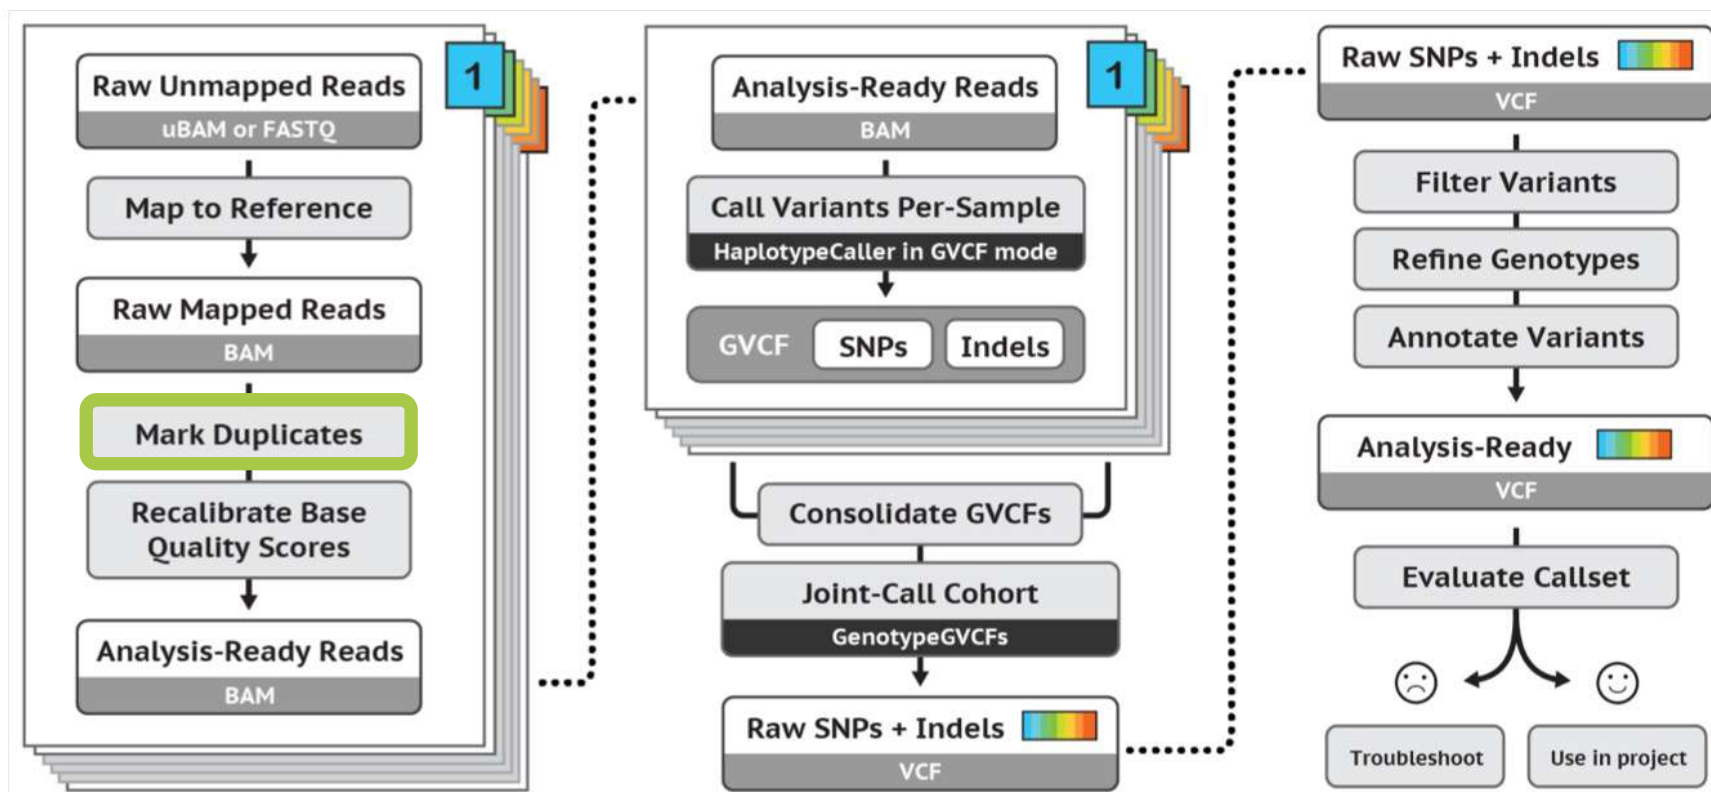 1
Raw Unmapped Reads
uBAM or FASTQ
Map to Reference
Raw Mapped Reads
BAM
Mark Duplicates
Recalibrate Base
Quality Scores
Analysis-Ready Reads
BAM
1
Analysis-Ready Reads
BAM
Call Variants Per-Sample
HaplotypeCaller in GVCF mode
GVCF SNPs Indels
Consolidate GVCFs
Joint-Call Cohort
GenotypeGVCFs
Raw SNPs + Indels
VCF
Raw SNPs + Indels
VCF
Filter Variants
Refine Genotypes
Annotate Variants
Analysis-Ready
VCF
Evaluate Callset
Troubleshoot
Use in project